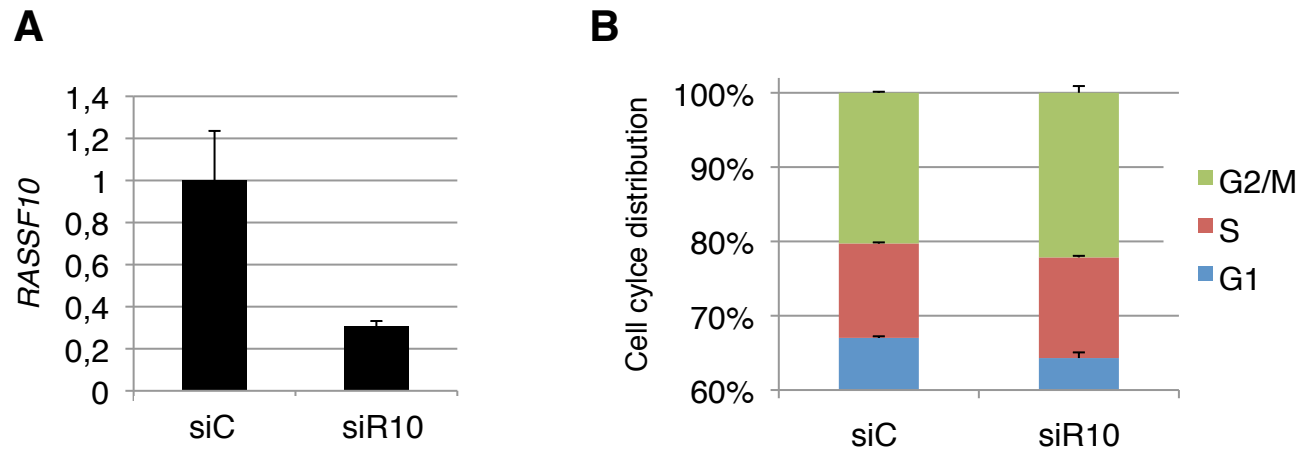 A
B
RASSF10
1,4
1,2
1
0,8
0,6
0,4
0,2
0
siC
siR10
Cell cylce distribution
100%
90%
80%
70%
60%
siC
siR10
G2/M
S
G1